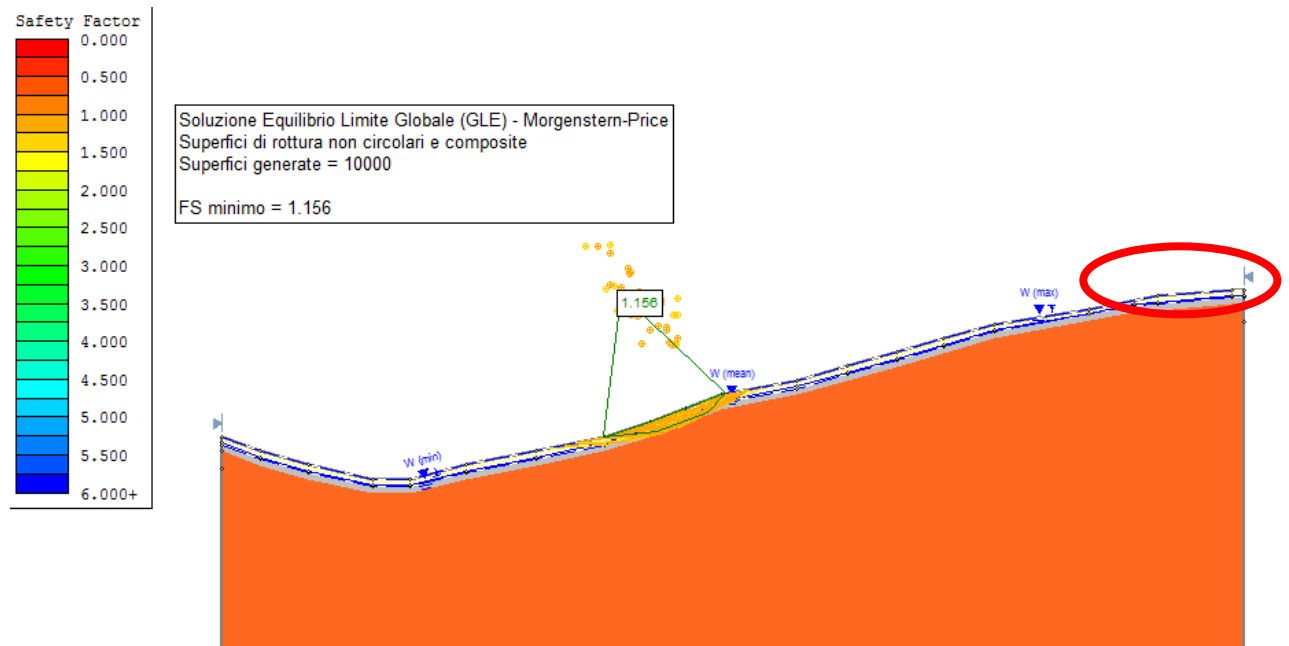 Safety Factor
0.000
0.500
1.000
1.500
2.000
2.500
3.000
3.500
4.000
4.500
5.000
5.500
6.000+
Soluzione Equilibrio Limite Globale (GLE) - Morgenstern-Price
Superfici di rottura non circolari e composite
Superfici generate = 10000
FS minimo = 1.156
1.156
W (max)
W (mean)
W (min)